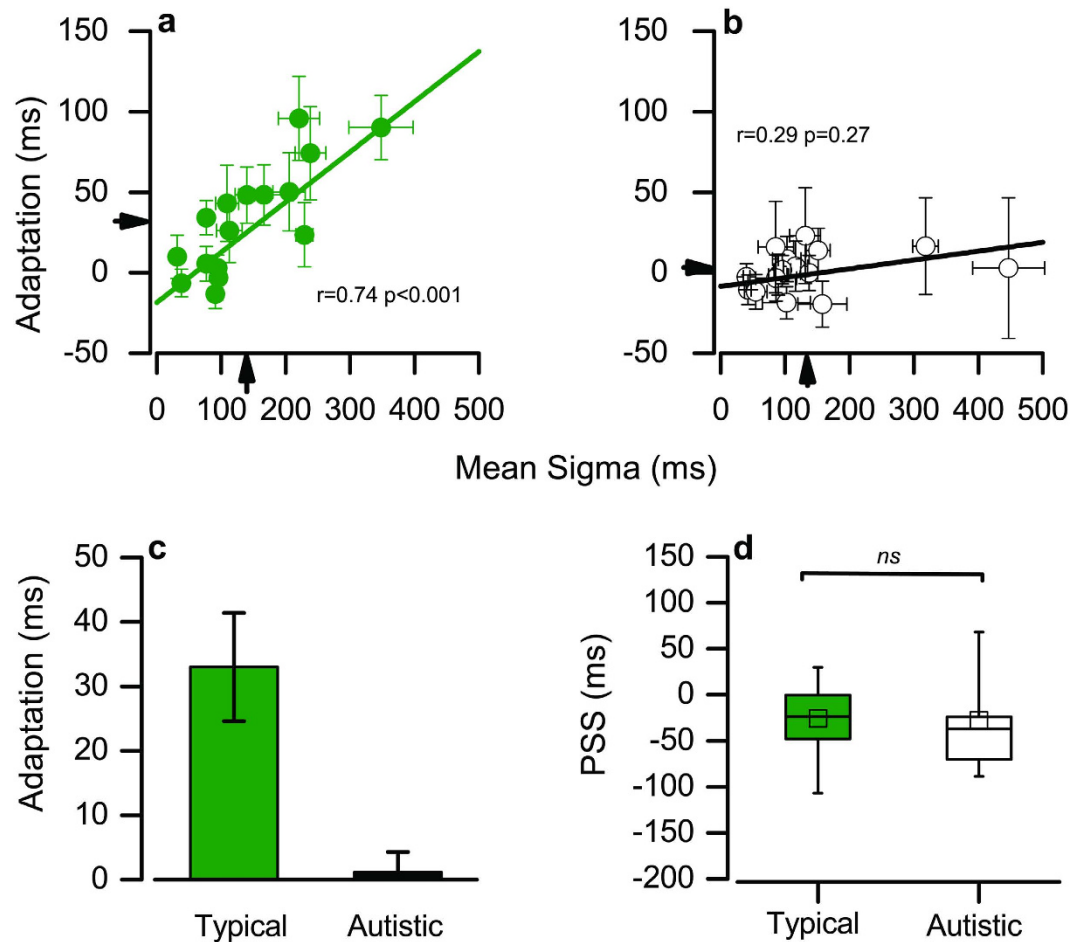 a
150
100
50
0
-50
Adaptation (ms)
r=0.74 p<0.001
0 100 200 300 400 500
b
150
100
50
0
-50
r=0.29 p=0.27
0 100 200 300 400 500
Mean Sigma (ms)
c
50
40
30
20
10
0
Adaptation (ms)
Typical Autistic
d
150
100
50
0
-50
-100
-150
-200
PSS (ms)
ns
Typical Autistic